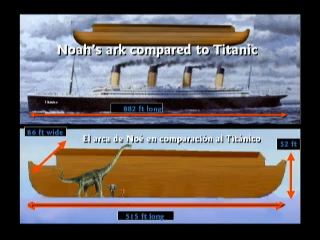 Noah's ark compared to Titanic
882 ft long
86 ft wide
El arca de Noé en comparación al Titánico
52 ft
515 ft long